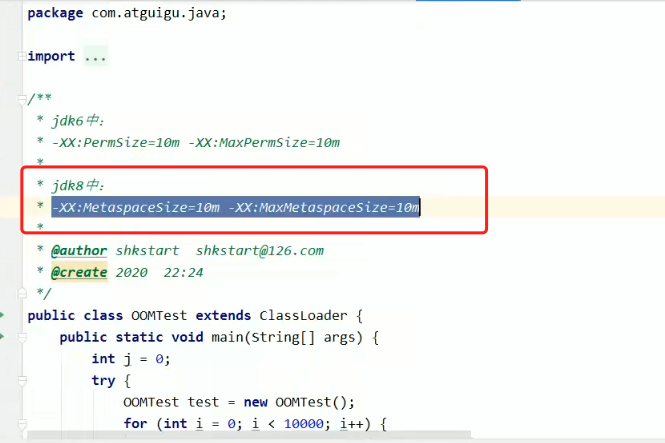 package com.atguigu.java;
import ...
/**
* jdk6中：
* -XX:PermSize=10m -XX:MaxPermSize=10m
*
* jdk8中：
* -XX:MetaspaceSize=10m -XX:MaxMetaspaceSize=10m
*
* @author shkstart  shkstart@126.com
* @create 2020  22:24
*/
public class OOMTest extends ClassLoader {
public static void main(String[] args) {
int j = 0;
try {
OOMTest test = new OOMTest();
for (int i = 0; i < 10000; i++) {